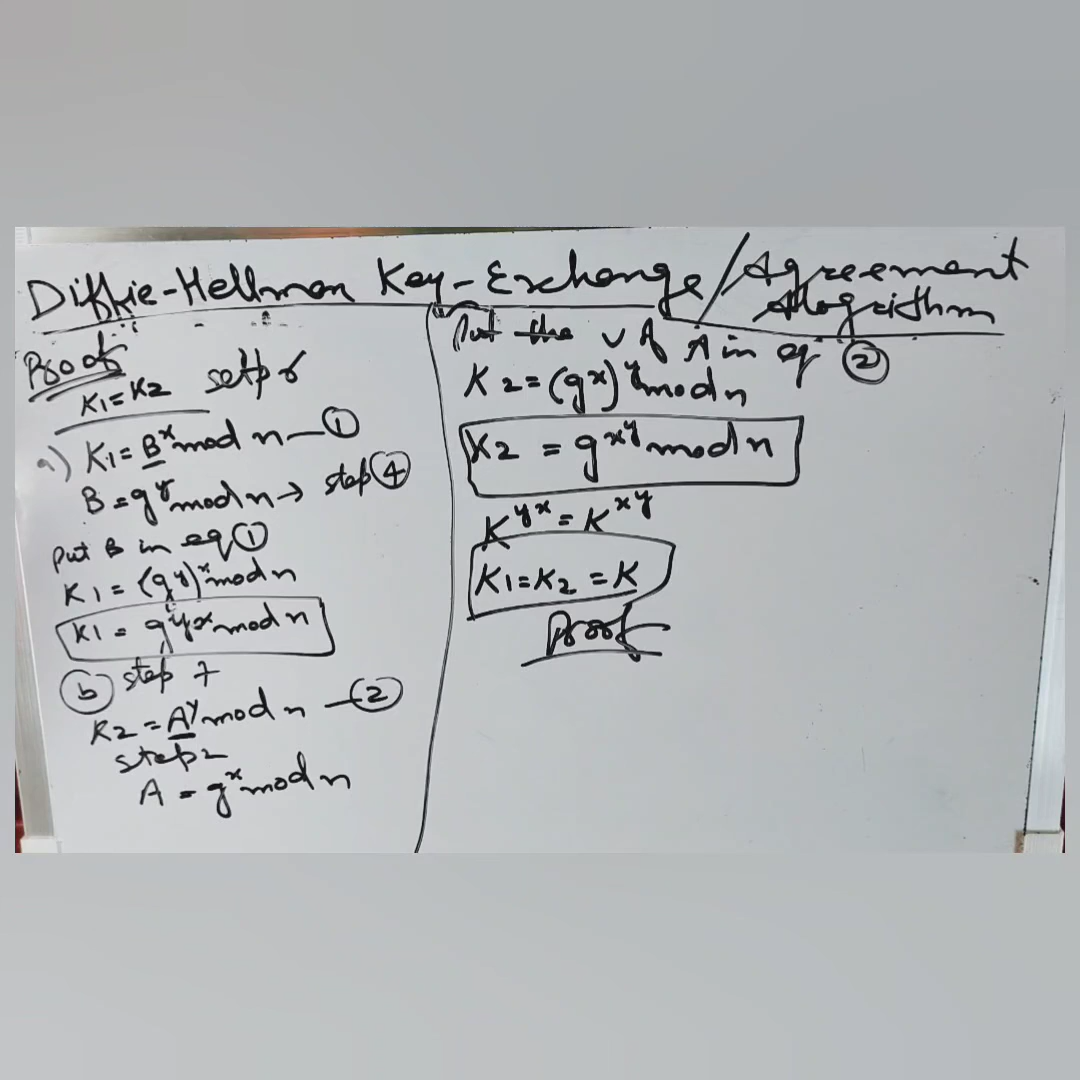 Diffie-Hellman Key-Exchange/Agreement
Alogrithm
Proof
K1=K2 setp 6
a) K1=B^x mod n—①
B=g^y mod n→ step ④
put B in eq ①
K1=(g^y)^x mod n
K1=g^yx mod n
ⓑ step 7
K2=A^y mod n—②
step 2
A=g^x mod n
Put the v of A in eq ②
K2=(g^x)^y mod n
K2=g^xy mod n
K^yx=K^xy
K1=K2=K
Proof